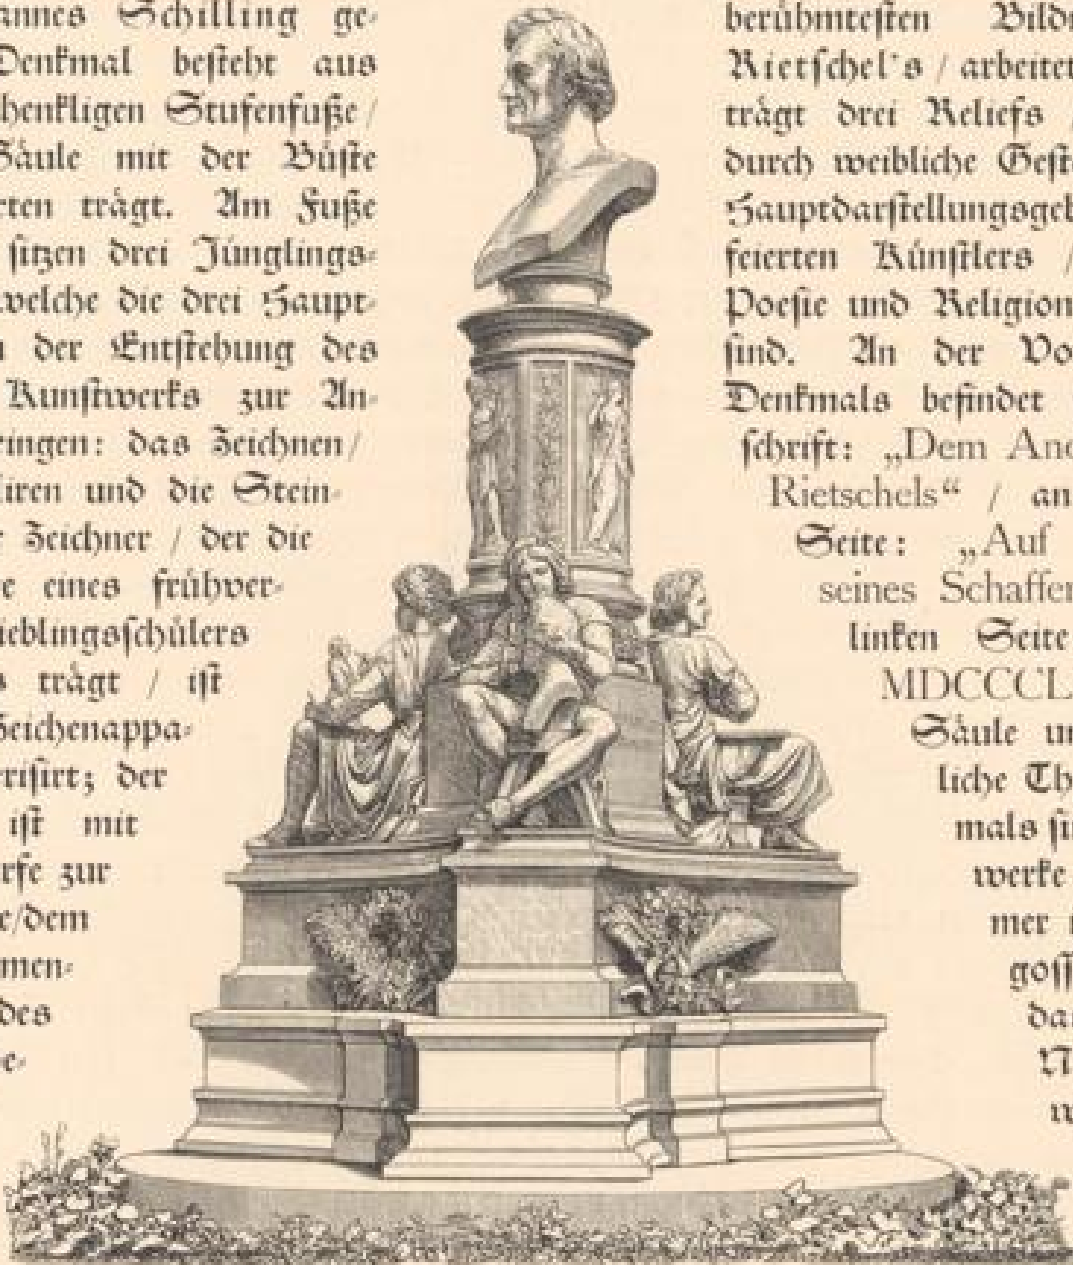 annes Schilling ge-
Denkmal besteht aus
henkligen Stufenfuße /
Säule mit der Büste
rten trägt. Am Fuße
sitzen drei Jünglings-
welche die drei Haupt-
der Entstehung des
Kunstwerks zur An-
ringen: das Zeichnen/
iren und die Stein-
Zeichner / der die
e eines frühver-
ieblingsschülers
s trägt / ist
Zeichenappa-
risirt; der
ist mit
rfe zur
e/dem
men-
des
e-
berühmtesten Bild
Rietschel's / arbeitet
trägt drei Reliefs /
durch weibliche Gest
Hauptdarstellungsgeb
feierten Künstlers /
Poesie und Religion
sind. An der Vo
Denkmals befindet
schrift: „Dem And
Rietschels“ / an
Seite: „Auf
seines Schaffen
linken Seite
MDCCCL
Säule un
liche Th
mals si
werke
mer
goss
da
N
w